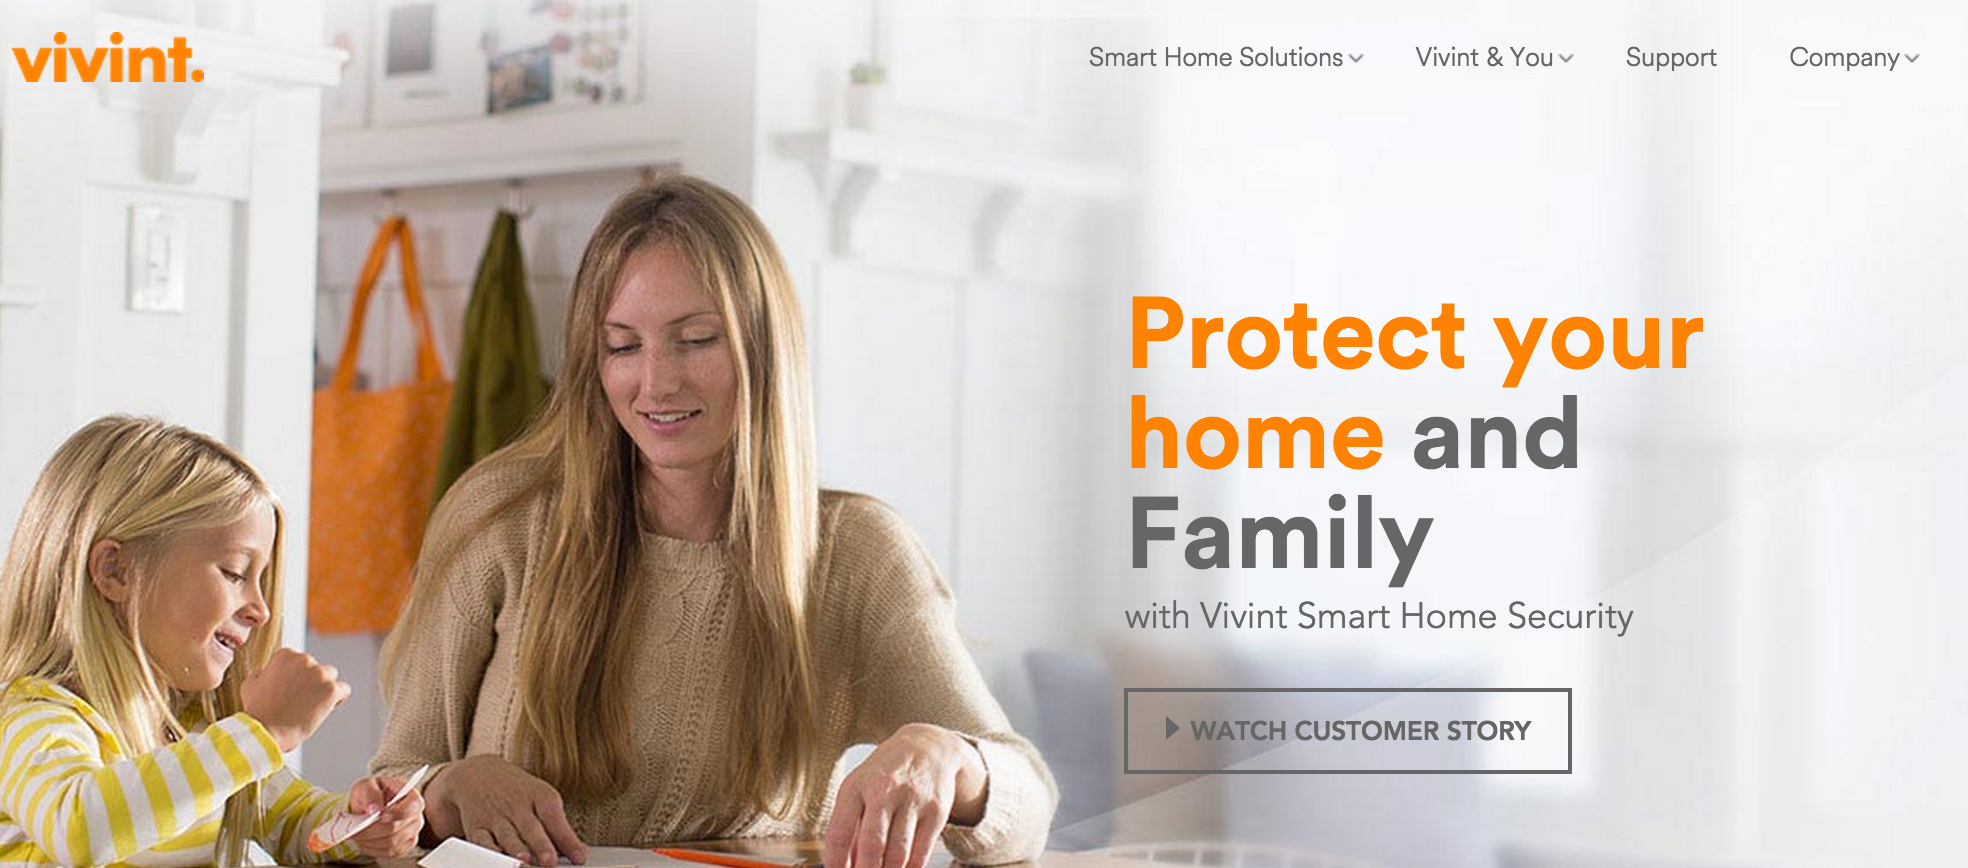 vivint.
Smart Home Solutions
Vivint & You
Support
Company
Protect your
home and
Family
with Vivint Smart Home Security
WATCH CUSTOMER STORY